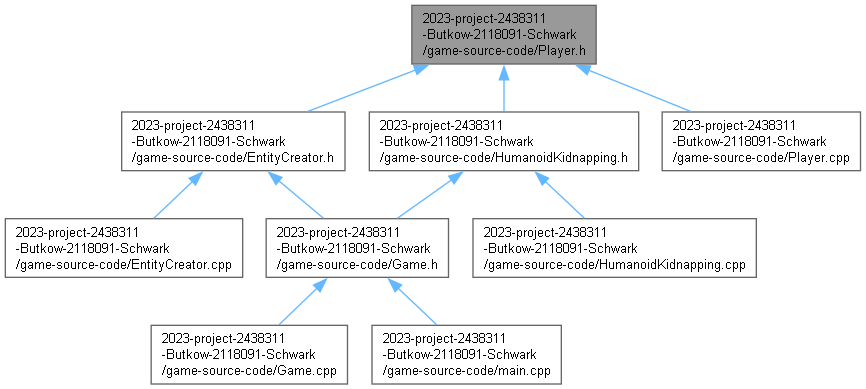 2023-project-2438311
-Butkow-2118091-Schwark
/game-source-code/Player.h
2023-project-2438311
-Butkow-2118091-Schwark
/game-source-code/EntityCreator.h
2023-project-2438311
-Butkow-2118091-Schwark
/game-source-code/HumanoidKidnapping.h
2023-project-2438311
-Butkow-2118091-Schwark
/game-source-code/Player.cpp
2023-project-2438311
-Butkow-2118091-Schwark
/game-source-code/EntityCreator.cpp
2023-project-2438311
-Butkow-2118091-Schwark
/game-source-code/Game.h
2023-project-2438311
-Butkow-2118091-Schwark
/game-source-code/HumanoidKidnapping.cpp
2023-project-2438311
-Butkow-2118091-Schwark
/game-source-code/Game.cpp
2023-project-2438311
-Butkow-2118091-Schwark
/game-source-code/main.cpp